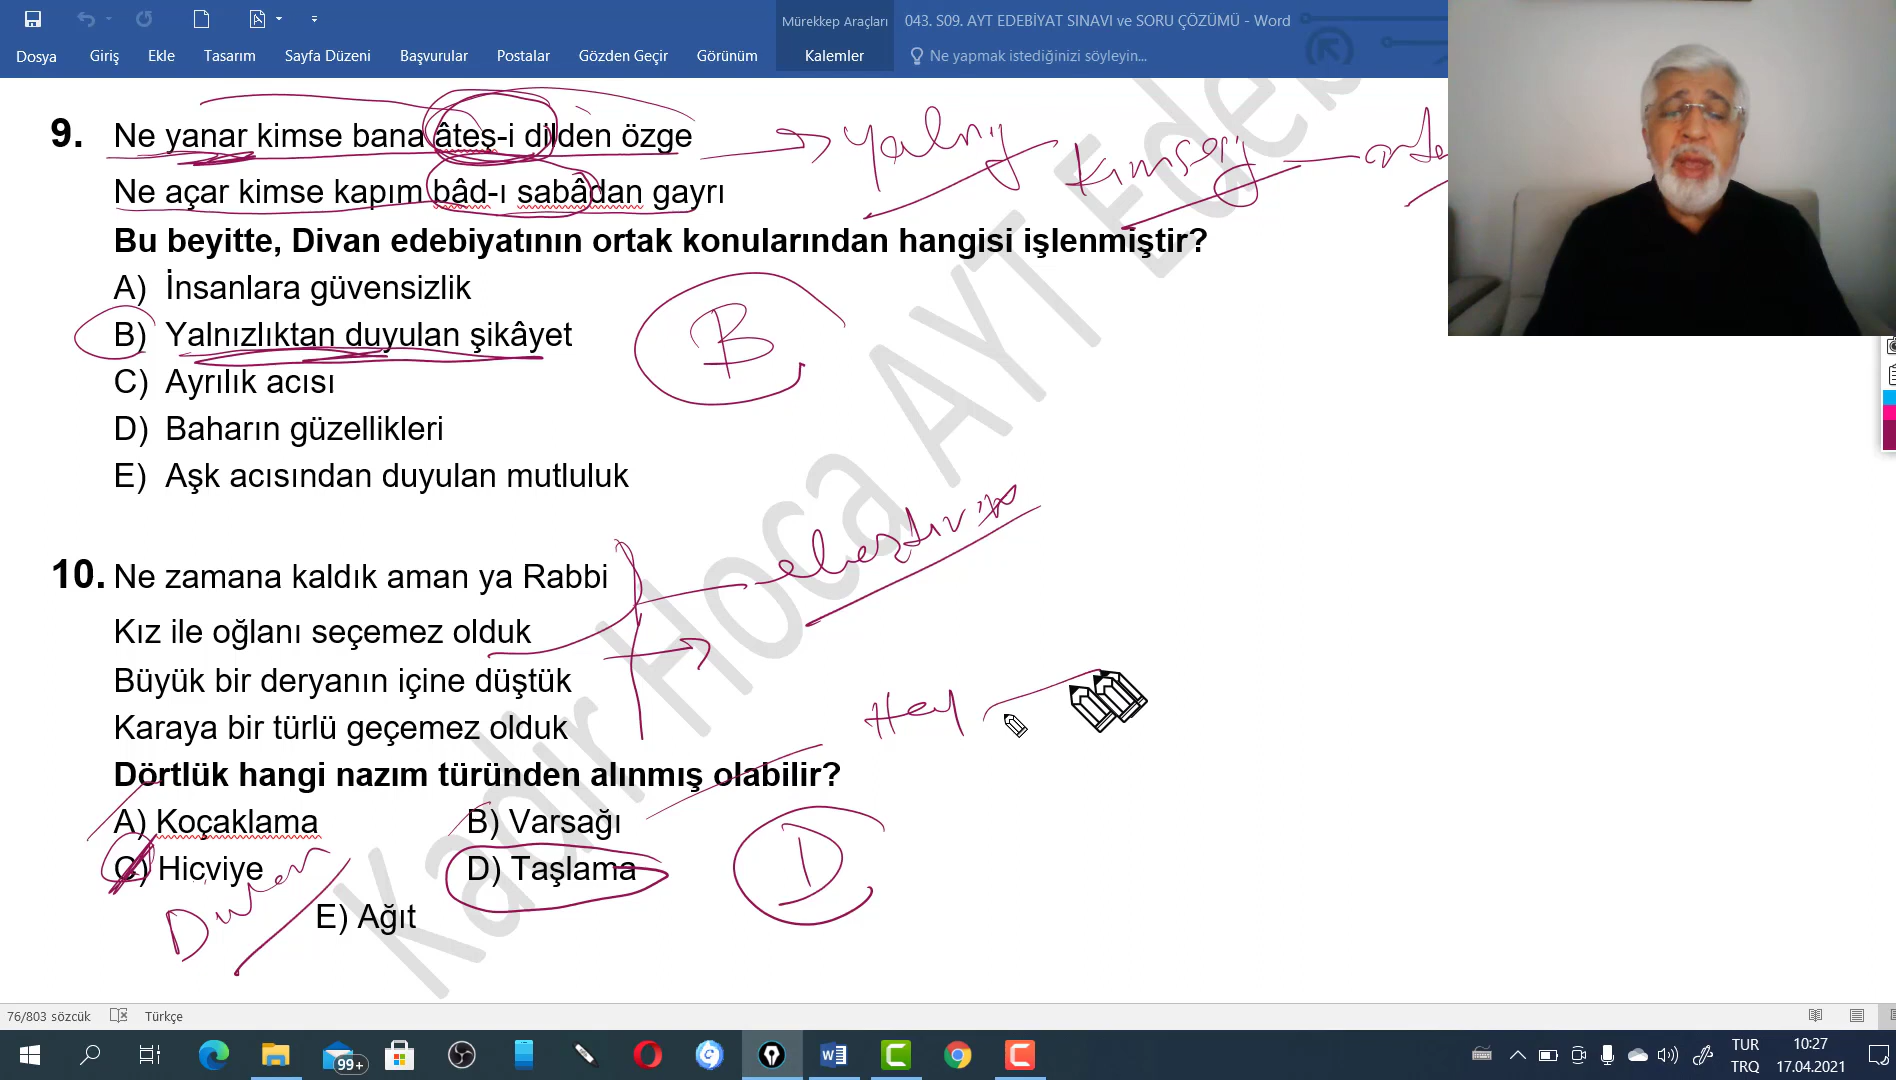 Mürekkep Araçları
043. S09. AYT EDEBİYAT SINAVI ve SORU ÇÖZÜMÜ - Word
Dosya Giriş Ekle Tasarım Sayfa Düzeni Başvurular Postalar Gözden Geçir Görünüm Kalemler Ne yapmak istediğinizi söyleyin...
9. Ne yanar kimse bana âteş-i dilden özge
Ne açar kimse kapım bâd-ı sabâdan gayrı
Bu beyitte, Divan edebiyatının ortak konularından hangisi işlenmiştir?
A) İnsanlara güvensizlik
B) Yalnızlıktan duyulan şikâyet
B
C) Ayrılık acısı
D) Baharın güzellikleri
E) Aşk acısından duyulan mutluluk
10. Ne zamana kaldık aman ya Rabbi
Kız ile oğlanı seçemez olduk
Büyük bir deryanın içine düştük
Karaya bir türlü geçemez olduk
Hey
Dörtlük hangi nazım türünden alınmış olabilir?
A) Koçaklama B) Varsağı
C) Hicviye D) Taşlama
D
E) Ağıt
Kadir Hoca AYT Edeb
76/803 sözcük Türkçe
99+
TUR 10:27
TRQ 17.04.2021